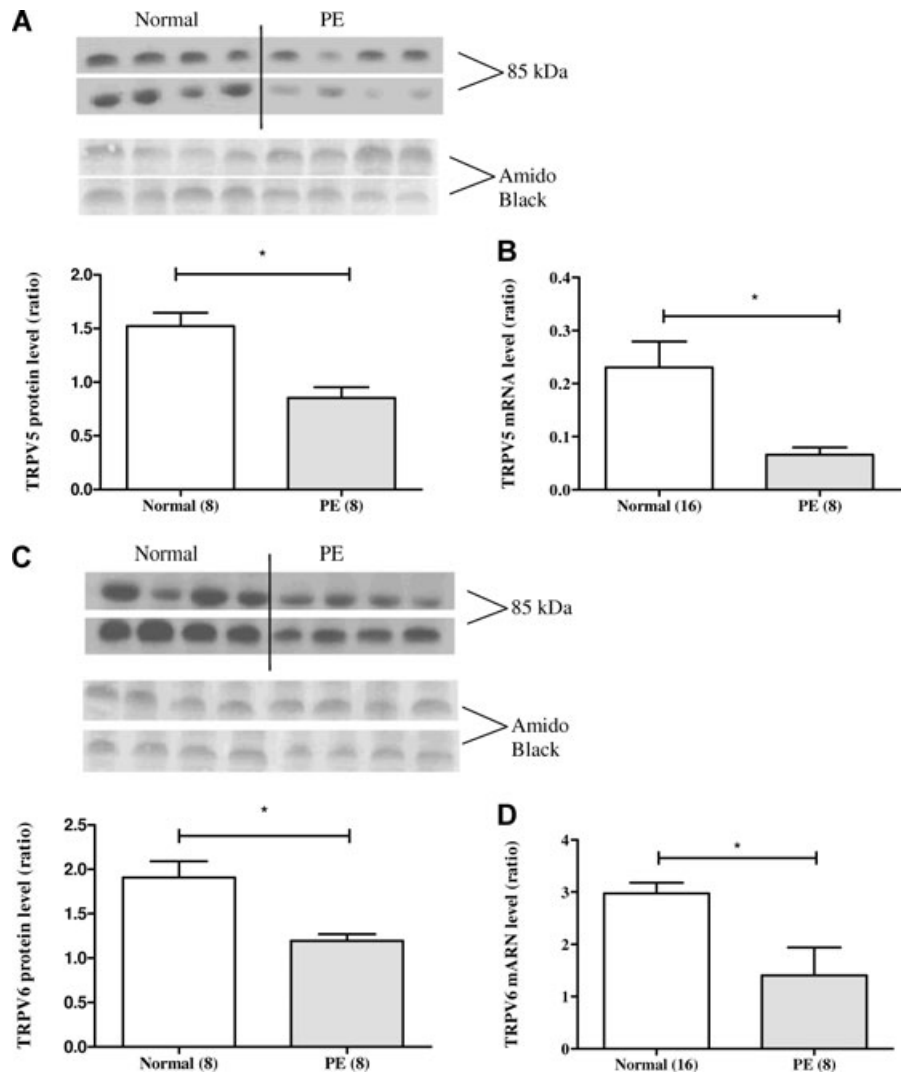 A
Normal PE
85 kDa
Amido
Black
*
TRPV5 protein level (ratio)
2.0
1.5
1.0
0.5
0.0
Normal (8) PE (8)
B
*
TRPV5 mRNA level (ratio)
0.4
0.3
0.2
0.1
0.0
Normal (16) PE (8)
C
Normal PE
85 kDa
Amido
Black
*
TRPV6 protein level (ratio)
2.5
2.0
1.5
1.0
0.5
0.0
Normal (8) PE (8)
D
*
TRPV6 mARN level (ratio)
4
3
2
1
0
Normal (16) PE (8)